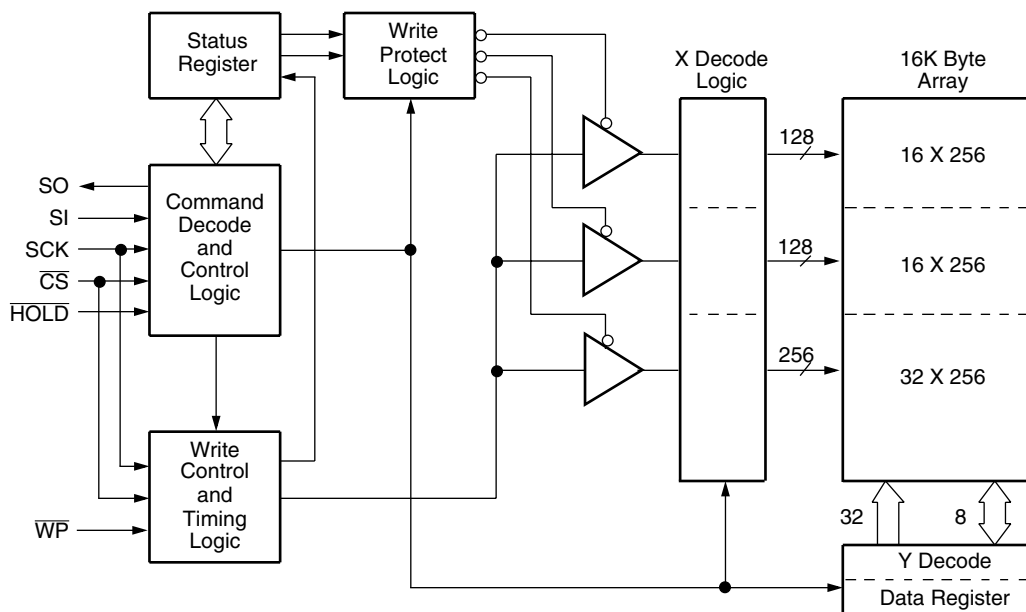 Status
Register
Write
Protect
Logic
X Decode
Logic
16K Byte
Array
SO
SI
SCK
CS
HOLD
WP
Command
Decode
and
Control
Logic
Write
Control
and
Timing
Logic
128
128
256
16 X 256
16 X 256
32 X 256
32
8
Y Decode
Data Register